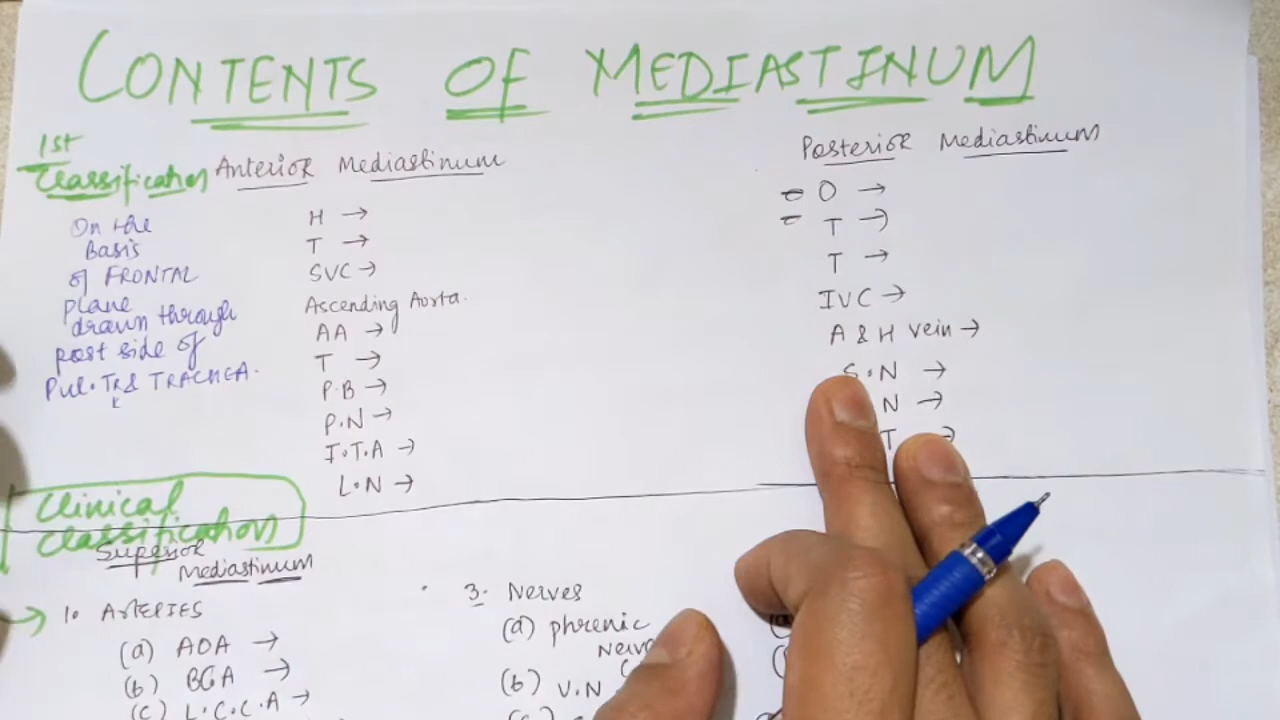 CONTENTS OF MEDIASTINUM
1st
Classification
On the
Basis
of FRONTAL
plane
drawn through
post side of
Pul. Tr & TRACHEA.
Anterior Mediastinum
H →
T →
SVC →
Ascending Aorta.
AA →
T →
P.B →
P.N →
I.T.A →
L.N →
Posterior Mediastinum
O →
T →
T →
IVC →
A & H vein →
S.N →
N →
T →
Clinical
classification
Superior
Mediastinum
→ 1. ARTERIES
(a) AOA →
(b) BCA →
(c) L.C.C.A →
3. Nerves
(a) phrenic
Nerve
(b) V.N